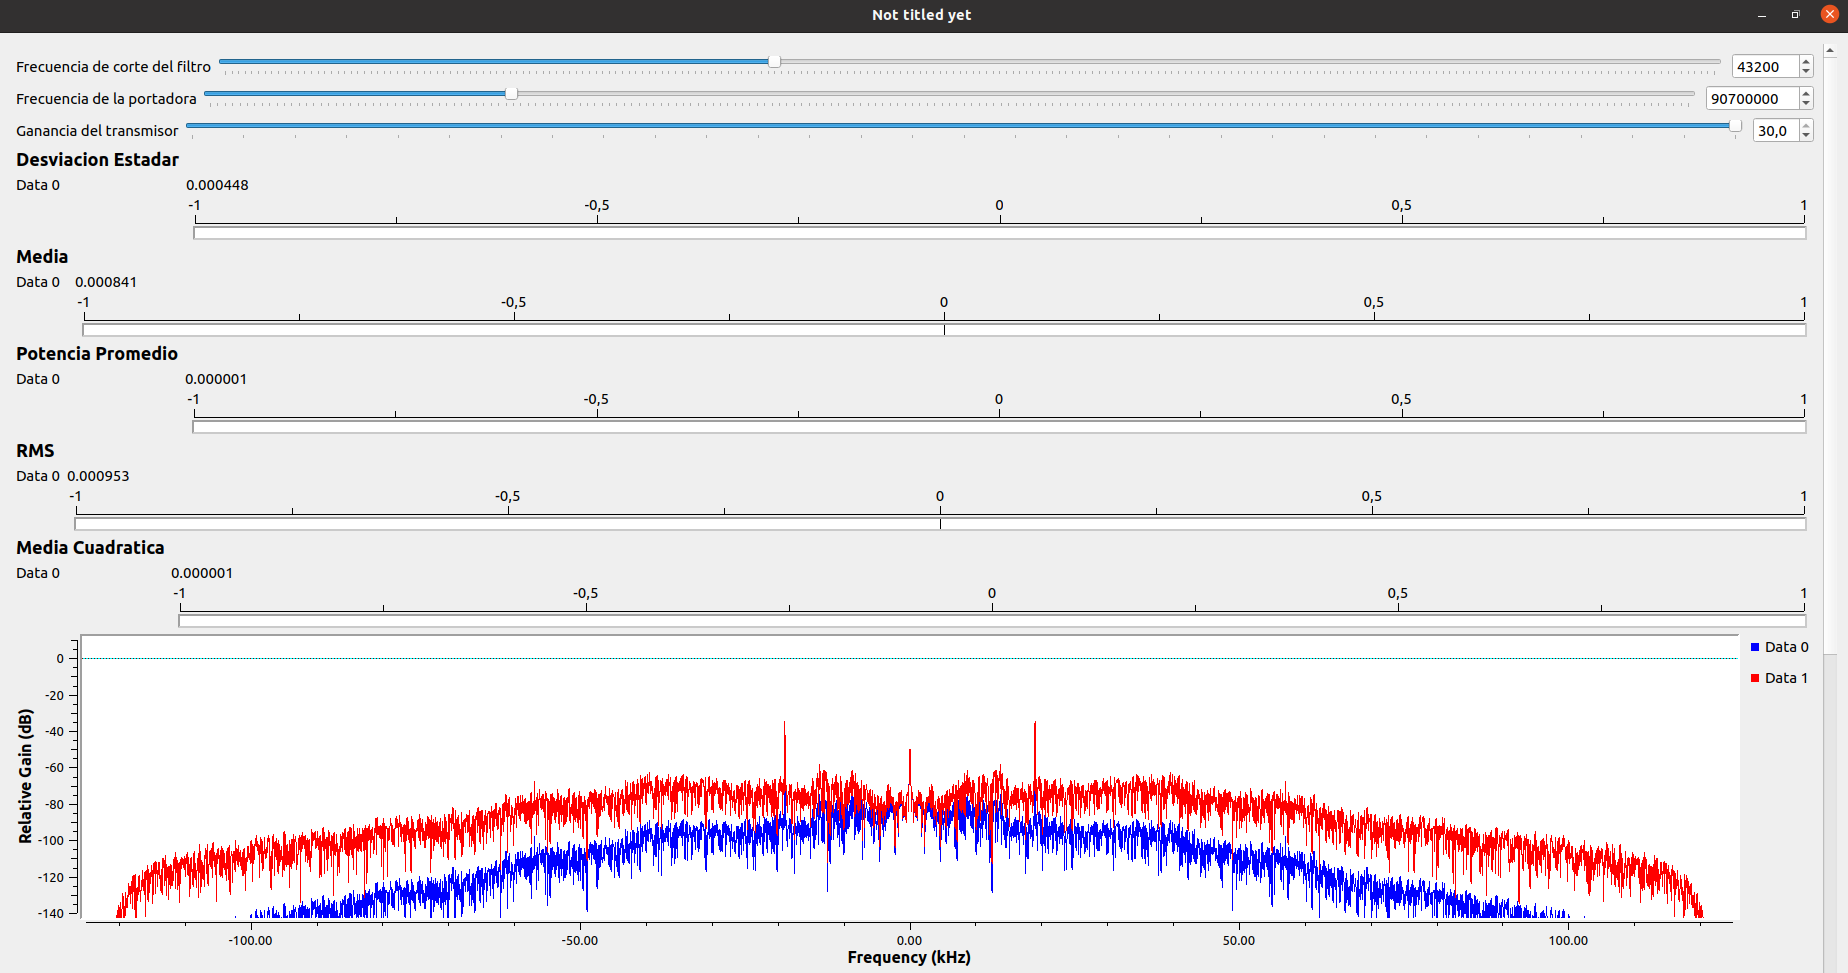 Not titled yet
Frecuencia de corte del filtro 43200
Frecuencia de la portadora 90700000
Ganancia del transmisor 30,0
Desviacion Estadar
Data 0 0.000448
-1 -0,5 0 0,5 1
Media
Data 0 0.000841
-1 -0,5 0 0,5 1
Potencia Promedio
Data 0 0.000001
-1 -0,5 0 0,5 1
RMS
Data 0 0.000953
-1 -0,5 0 0,5 1
Media Cuadratica
Data 0 0.000001
-1 -0,5 0 0,5 1
Data 0
Data 1
Relative Gain (dB)
0
-20
-40
-60
-80
-100
-120
-140
-100.00 -50.00 0.00 50.00 100.00
Frequency (kHz)